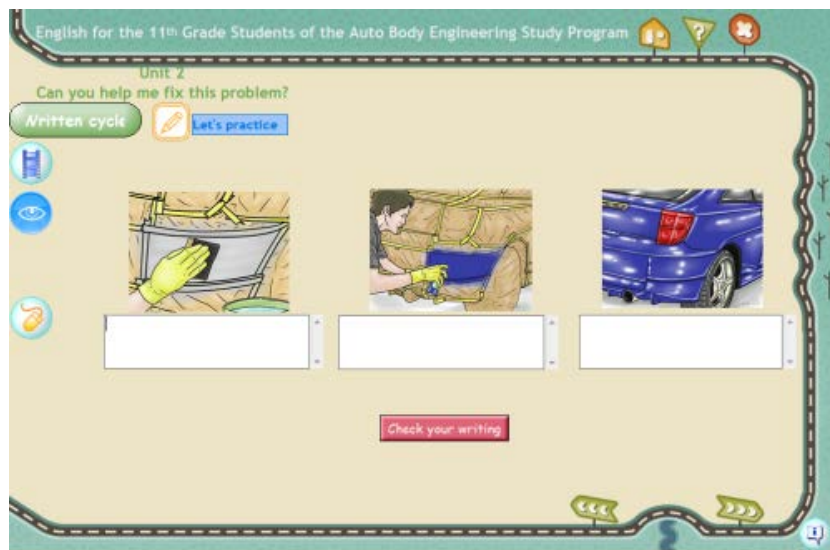 English for the 11th Grade Students of the Auto Body Engineering Study Program
?
Unit 2
Can you help me fix this problem?
Written cycle
Let's practice
Check your writing
i